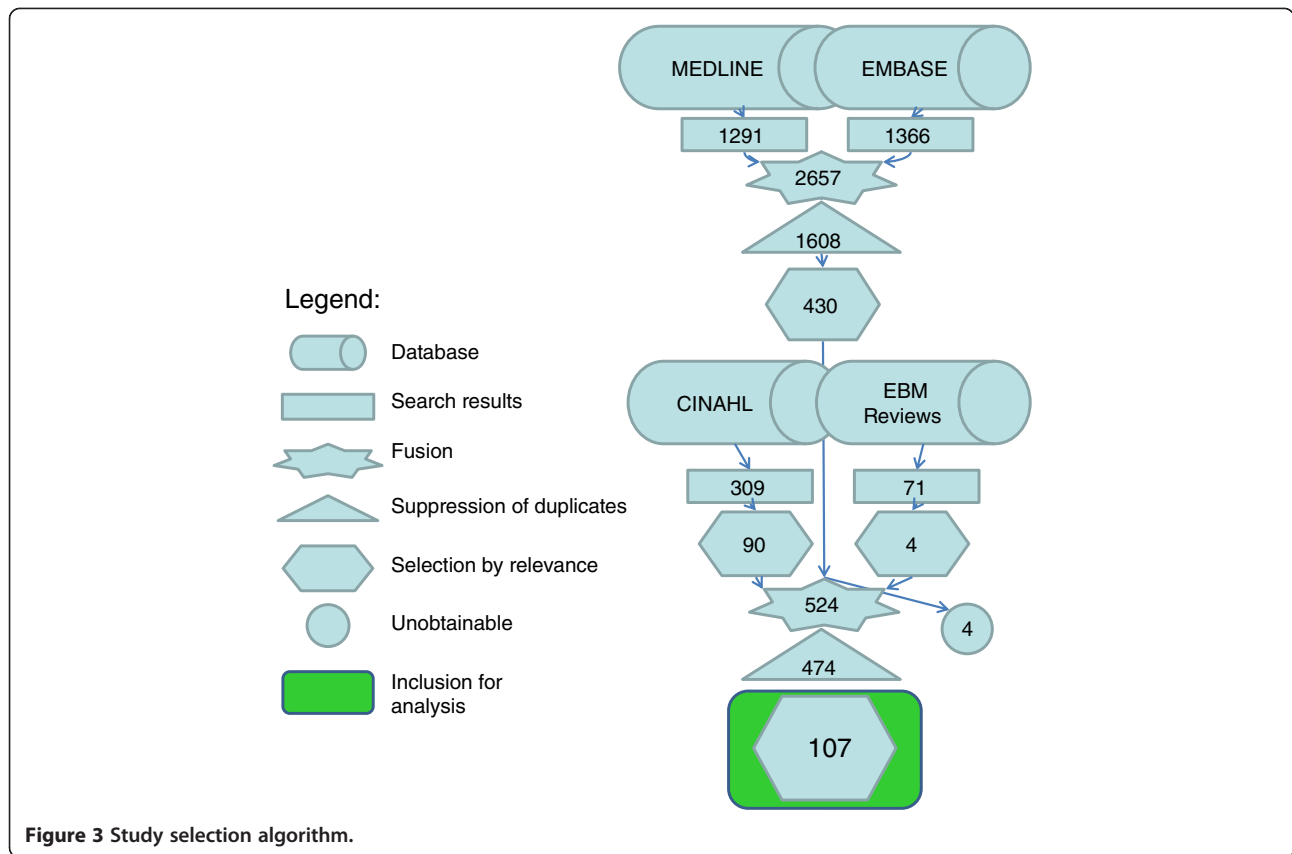 MEDLINE
EMBASE
1291
1366
2657
1608
430
Legend:
Database
Search results
Fusion
Suppression of duplicates
Selection by relevance
Unobtainable
Inclusion for
analysis
CINAHL
EBM
Reviews
309
71
90
4
524
4
474
107
Figure 3 Study selection algorithm.